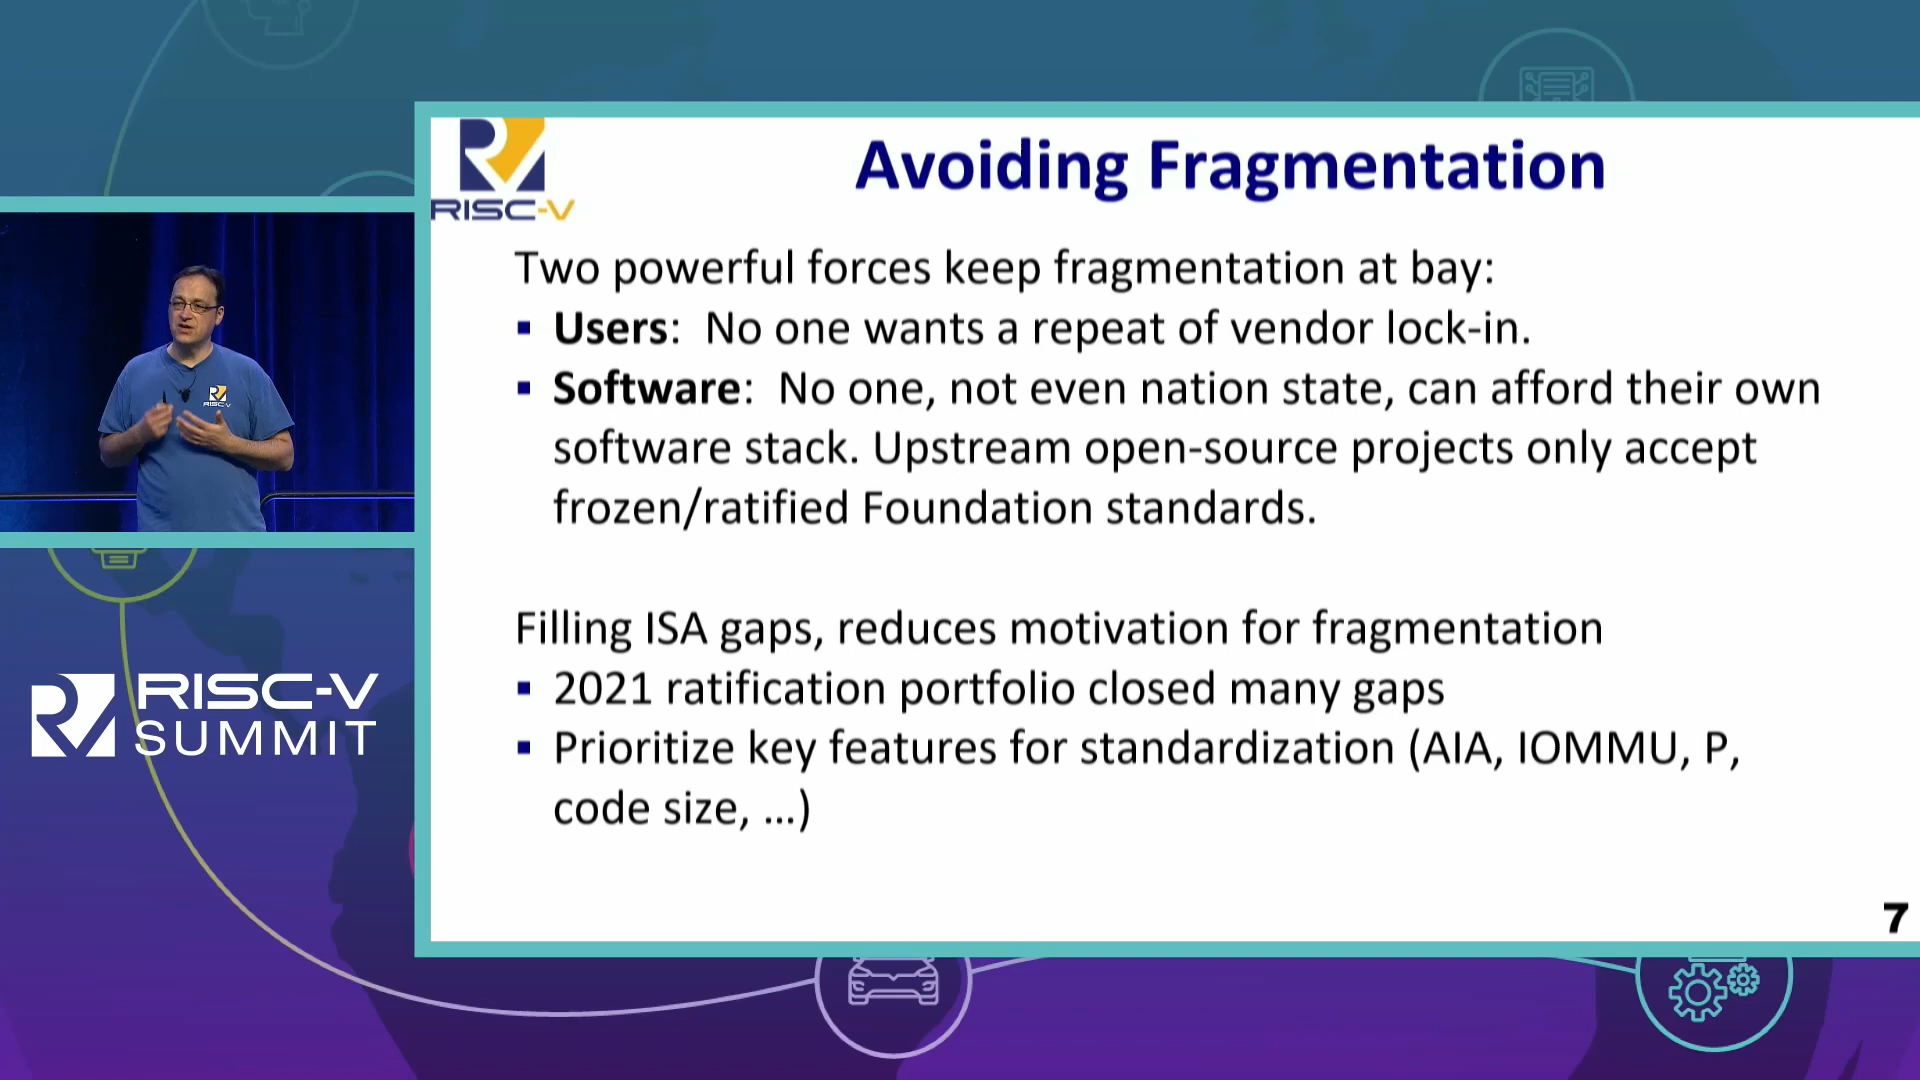 RISC-V
Avoiding Fragmentation
Two powerful forces keep fragmentation at bay:
▪ Users:  No one wants a repeat of vendor lock-in.
▪ Software:  No one, not even nation state, can afford their own
software stack. Upstream open-source projects only accept
frozen/ratified Foundation standards.
Filling ISA gaps, reduces motivation for fragmentation
▪ 2021 ratification portfolio closed many gaps
▪ Prioritize key features for standardization (AIA, IOMMU, P,
code size, …)
7
RISC-V
RISC-V
SUMMIT